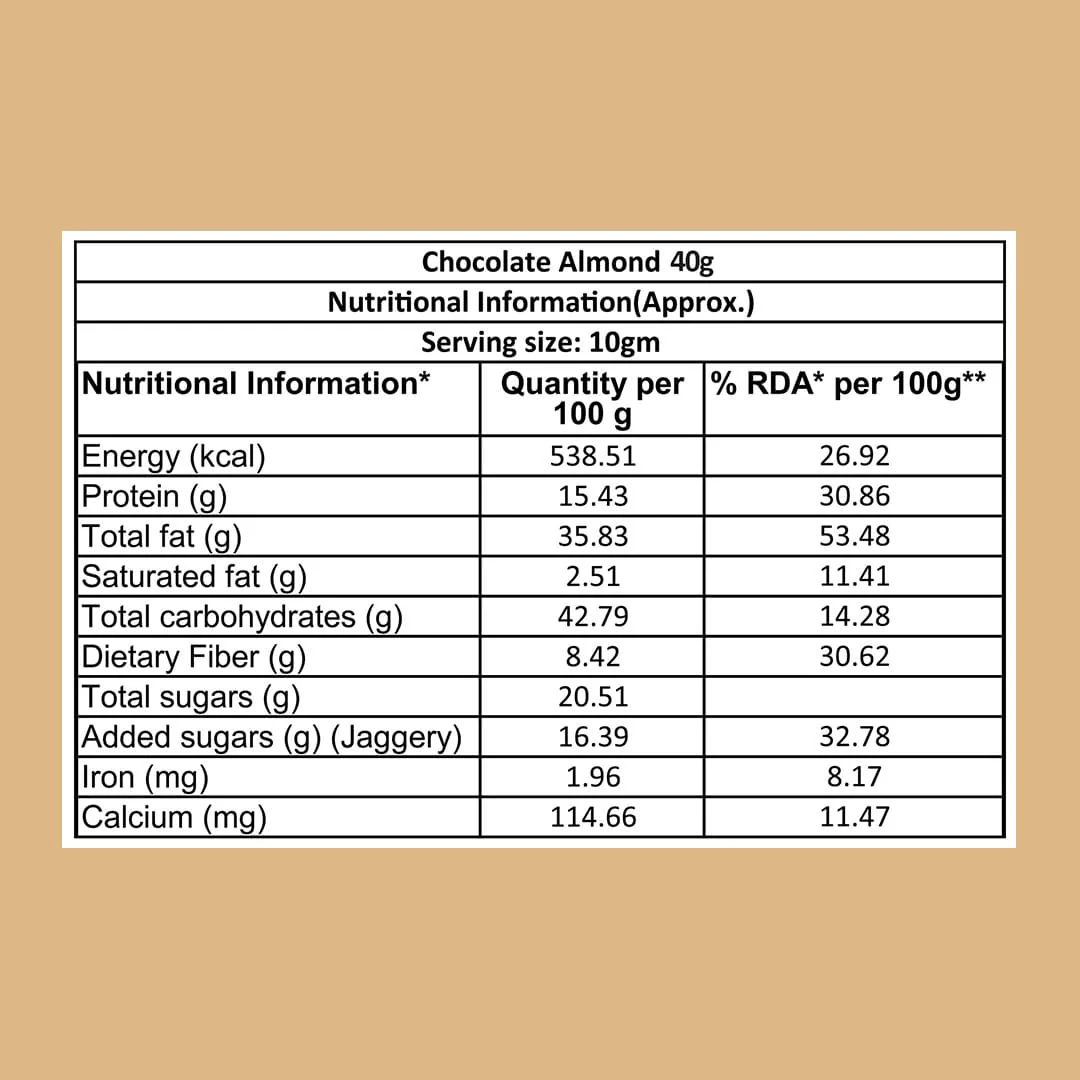 Chocolate Almond 40g
Nutritional Information(Approx.)
Serving size: 10gm
Nutritional Information* Quantity per 100 g % RDA* per 100g**
Energy (kcal) 538.51 26.92
Protein (g) 15.43 30.86
Total fat (g) 35.83 53.48
Saturated fat (g) 2.51 11.41
Total carbohydrates (g) 42.79 14.28
Dietary Fiber (g) 8.42 30.62
Total sugars (g) 20.51
Added sugars (g) (Jaggery) 16.39 32.78
Iron (mg) 1.96 8.17
Calcium (mg) 114.66 11.47